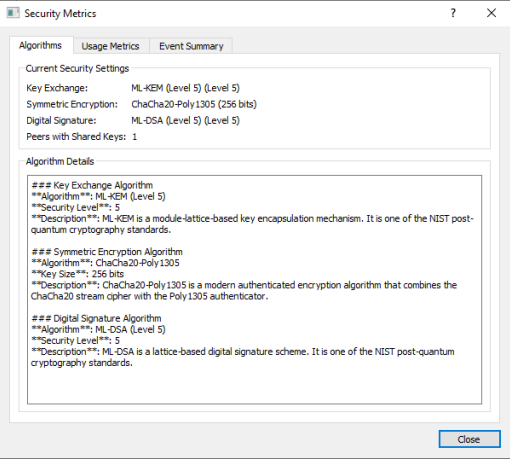 Security Metrics
? ×
Algorithms Usage Metrics Event Summary
Current Security Settings
Key Exchange: ML-KEM (Level 5) (Level 5)
Symmetric Encryption: ChaCha20-Poly1305 (256 bits)
Digital Signature: ML-DSA (Level 5) (Level 5)
Peers with Shared Keys: 1
Algorithm Details
### Key Exchange Algorithm
**Algorithm**: ML-KEM (Level 5)
**Security Level**: 5
**Description**: ML-KEM is a module-lattice-based key encapsulation mechanism. It is one of the NIST post-
quantum cryptography standards.
### Symmetric Encryption Algorithm
**Algorithm**: ChaCha20-Poly1305
**Key Size**: 256 bits
**Description**: ChaCha20-Poly1305 is a modern authenticated encryption algorithm that combines the
ChaCha20 stream cipher with the Poly1305 authenticator.
### Digital Signature Algorithm
**Algorithm**: ML-DSA (Level 5)
**Security Level**: 5
**Description**: ML-DSA is a lattice-based digital signature scheme. It is one of the NIST post-quantum
cryptography standards.
Close